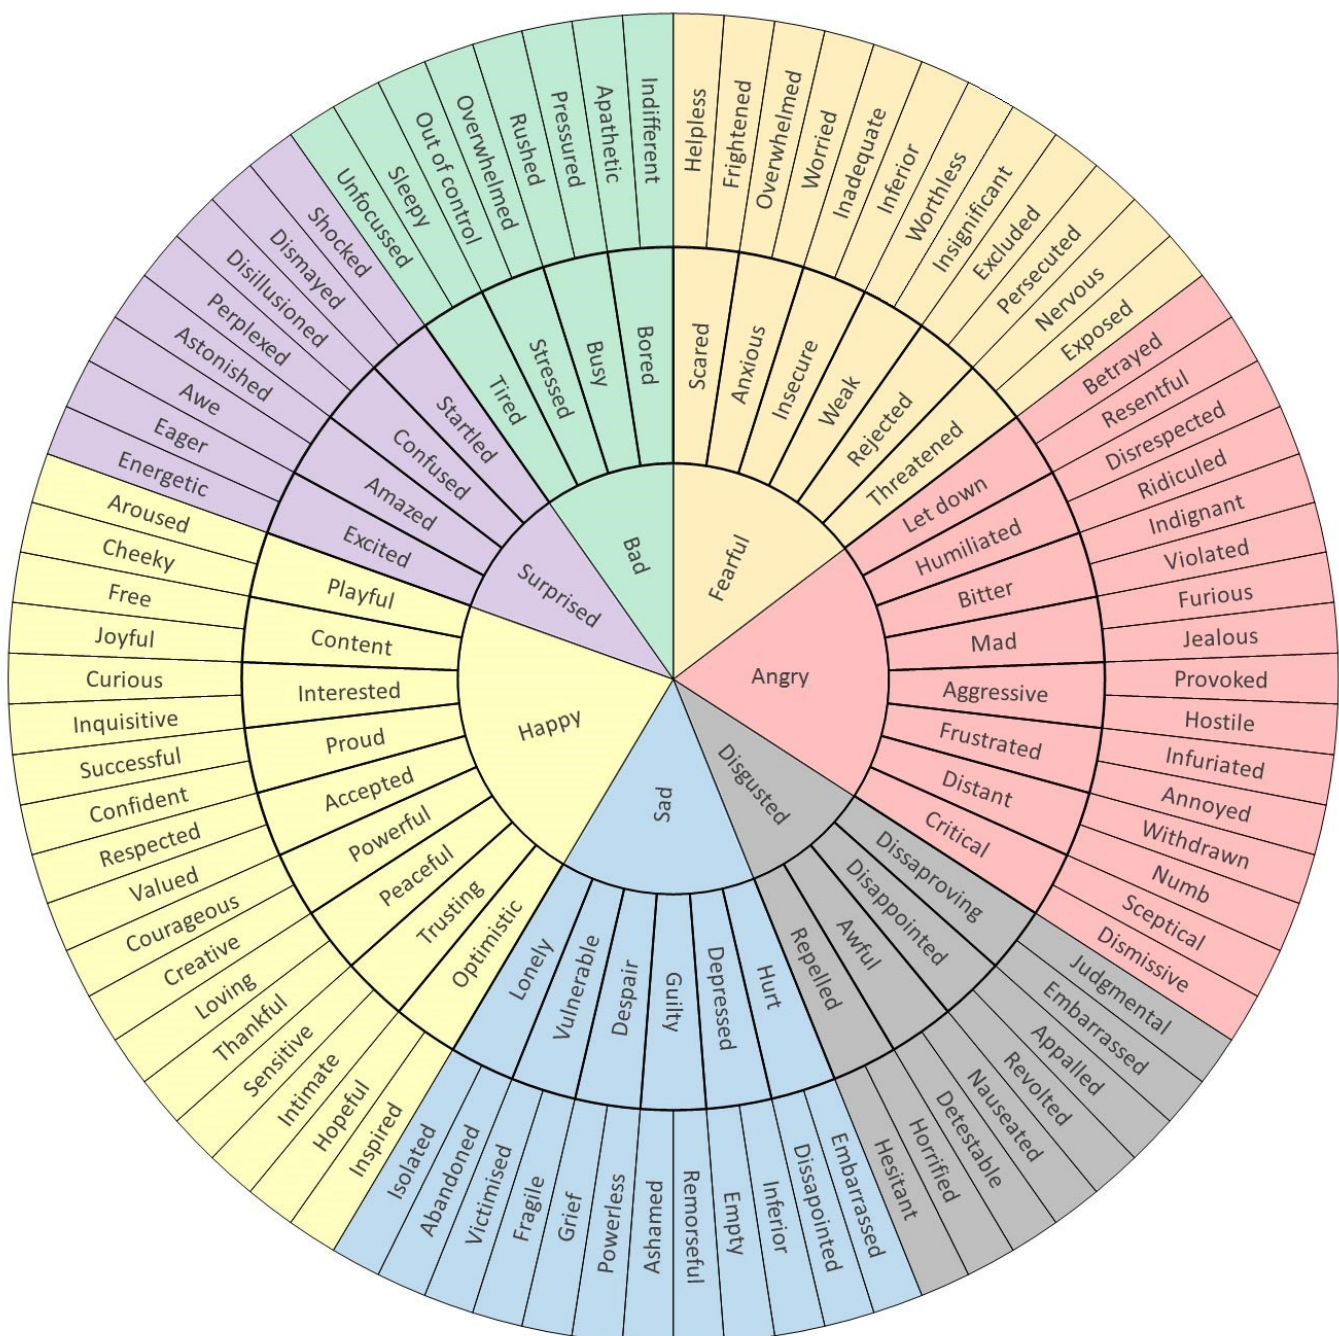 Fearful
Angry
Disgusted
Sad
Happy
Surprised
Bad
Scared
Anxious
Insecure
Weak
Rejected
Threatened
Let down
Humiliated
Bitter
Mad
Aggressive
Frustrated
Distant
Critical
Dissaproving
Disappointed
Awful
Repelled
Hurt
Depressed
Guilty
Despair
Vulnerable
Lonely
Optimistic
Trusting
Peaceful
Powerful
Accepted
Proud
Interested
Content
Playful
Excited
Amazed
Confused
Startled
Tired
Stressed
Busy
Bored
Helpless
Frightened
Overwhelmed
Worried
Inadequate
Inferior
Worthless
Insignificant
Excluded
Persecuted
Nervous
Exposed
Betrayed
Resentful
Disrespected
Ridiculed
Indignant
Violated
Furious
Jealous
Provoked
Hostile
Infuriated
Annoyed
Withdrawn
Numb
Sceptical
Dismissive
Judgmental
Embarrassed
Appalled
Revolted
Nauseated
Detestable
Horrified
Hesitant
Embarrassed
Dissapointed
Inferior
Empty
Remorseful
Ashamed
Powerless
Grief
Fragile
Victimised
Abandoned
Isolated
Inspired
Hopeful
Intimate
Sensitive
Thankful
Loving
Creative
Courageous
Valued
Respected
Confident
Successful
Inquisitive
Curious
Joyful
Free
Cheeky
Aroused
Energetic
Eager
Awe
Astonished
Perplexed
Disillusioned
Dismayed
Shocked
Unfocussed
Sleepy
Out of control
Overwhelmed
Rushed
Pressured
Apathetic
Indifferent